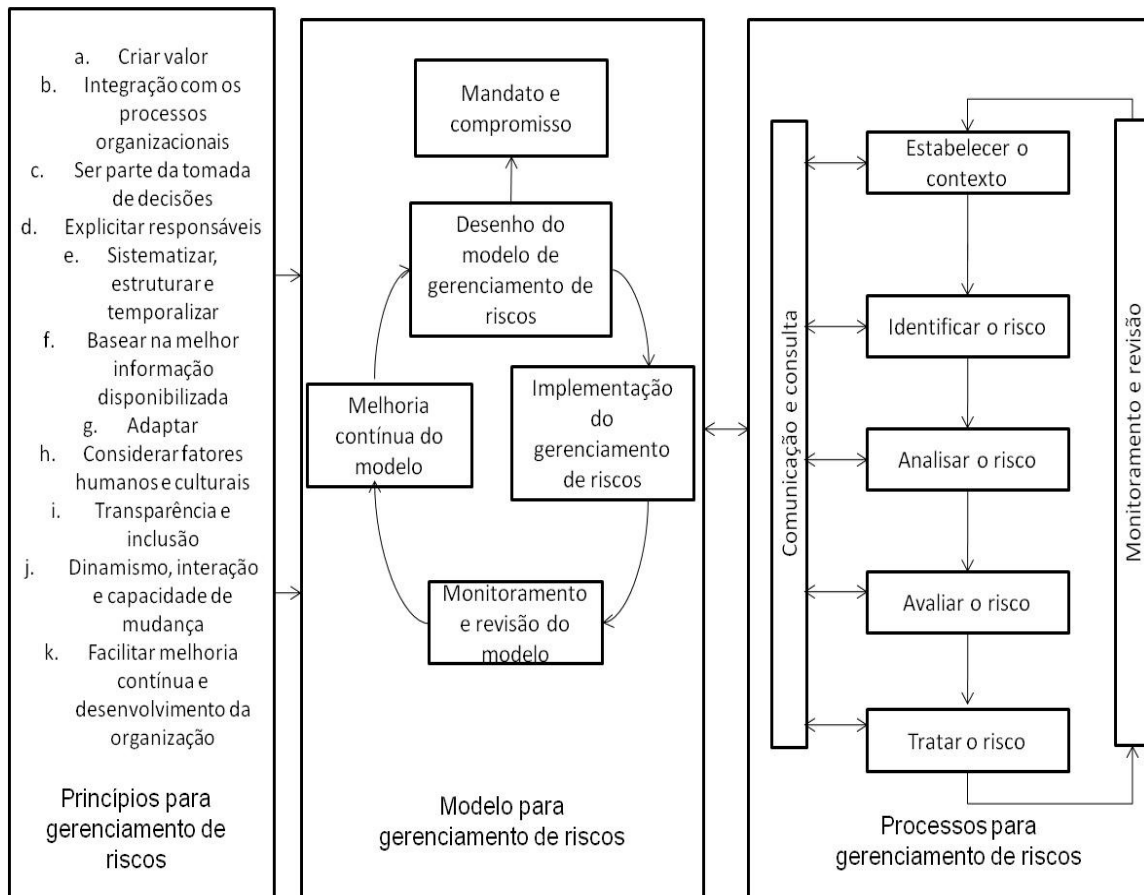 a. Criar valor
b. Integração com os
processos
organizacionais
c. Ser parte da tomada
de decisões
d. Explicitar responsáveis
e. Sistematizar,
estruturar e
temporalizar
f. Basear na melhor
informação
disponibilizada
g. Adaptar
h. Considerar fatores
humanos e culturais
i. Transparência e
inclusão
j. Dinamismo, interação
e capacidade de
mudança
k. Facilitar melhoria
contínua e
desenvolvimento da
organização
Princípios para
gerenciamento de
riscos
Mandato e
compromisso
Desenho do
modelo de
gerenciamento de
riscos
Implementação
do
gerenciamento
de riscos
Melhoria
contínua do
modelo
Monitoramento
e revisão do
modelo
Modelo para
gerenciamento de riscos
Comunicação e consulta
Estabelecer o
contexto
Identificar o risco
Analisar o risco
Avaliar o risco
Tratar o risco
Monitoramento e revisão
Processos para
gerenciamento de riscos